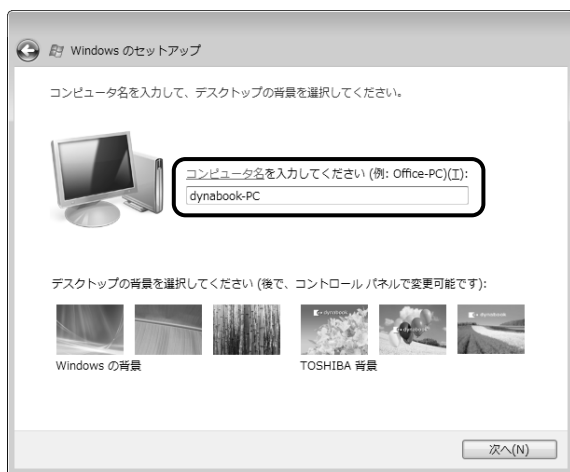 Windows のセットアップ
コンピュータ名を入力して、デスクトップの背景を選択してください。
コンピュータ名を入力してください (例: Office-PC)(T):
dynabook-PC
デスクトップの背景を選択してください (後で、コントロール パネルで変更可能です):
dynabook
dynabook
dynabook
Windows の背景
TOSHIBA 背景
次へ(N)